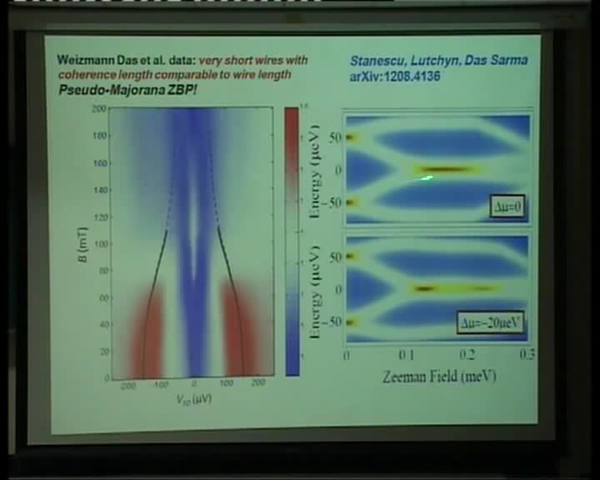 Weizmann Das et al. data: very short wires with
coherence length comparable to wire length
Pseudo-Majorana ZBP!
Stanescu, Lutchyn, Das Sarma
arXiv:1208.4136
200
180
160
140
120
100
80
60
40
20
0
B (mT)
-200 -100 0 100 200
V_SD (μV)
Energy (μeV)
50
0
-50
Δμ=0
Energy (μeV)
50
0
-50
Δμ=-20μeV
0 0.1 0.2 0.3
Zeeman Field (meV)